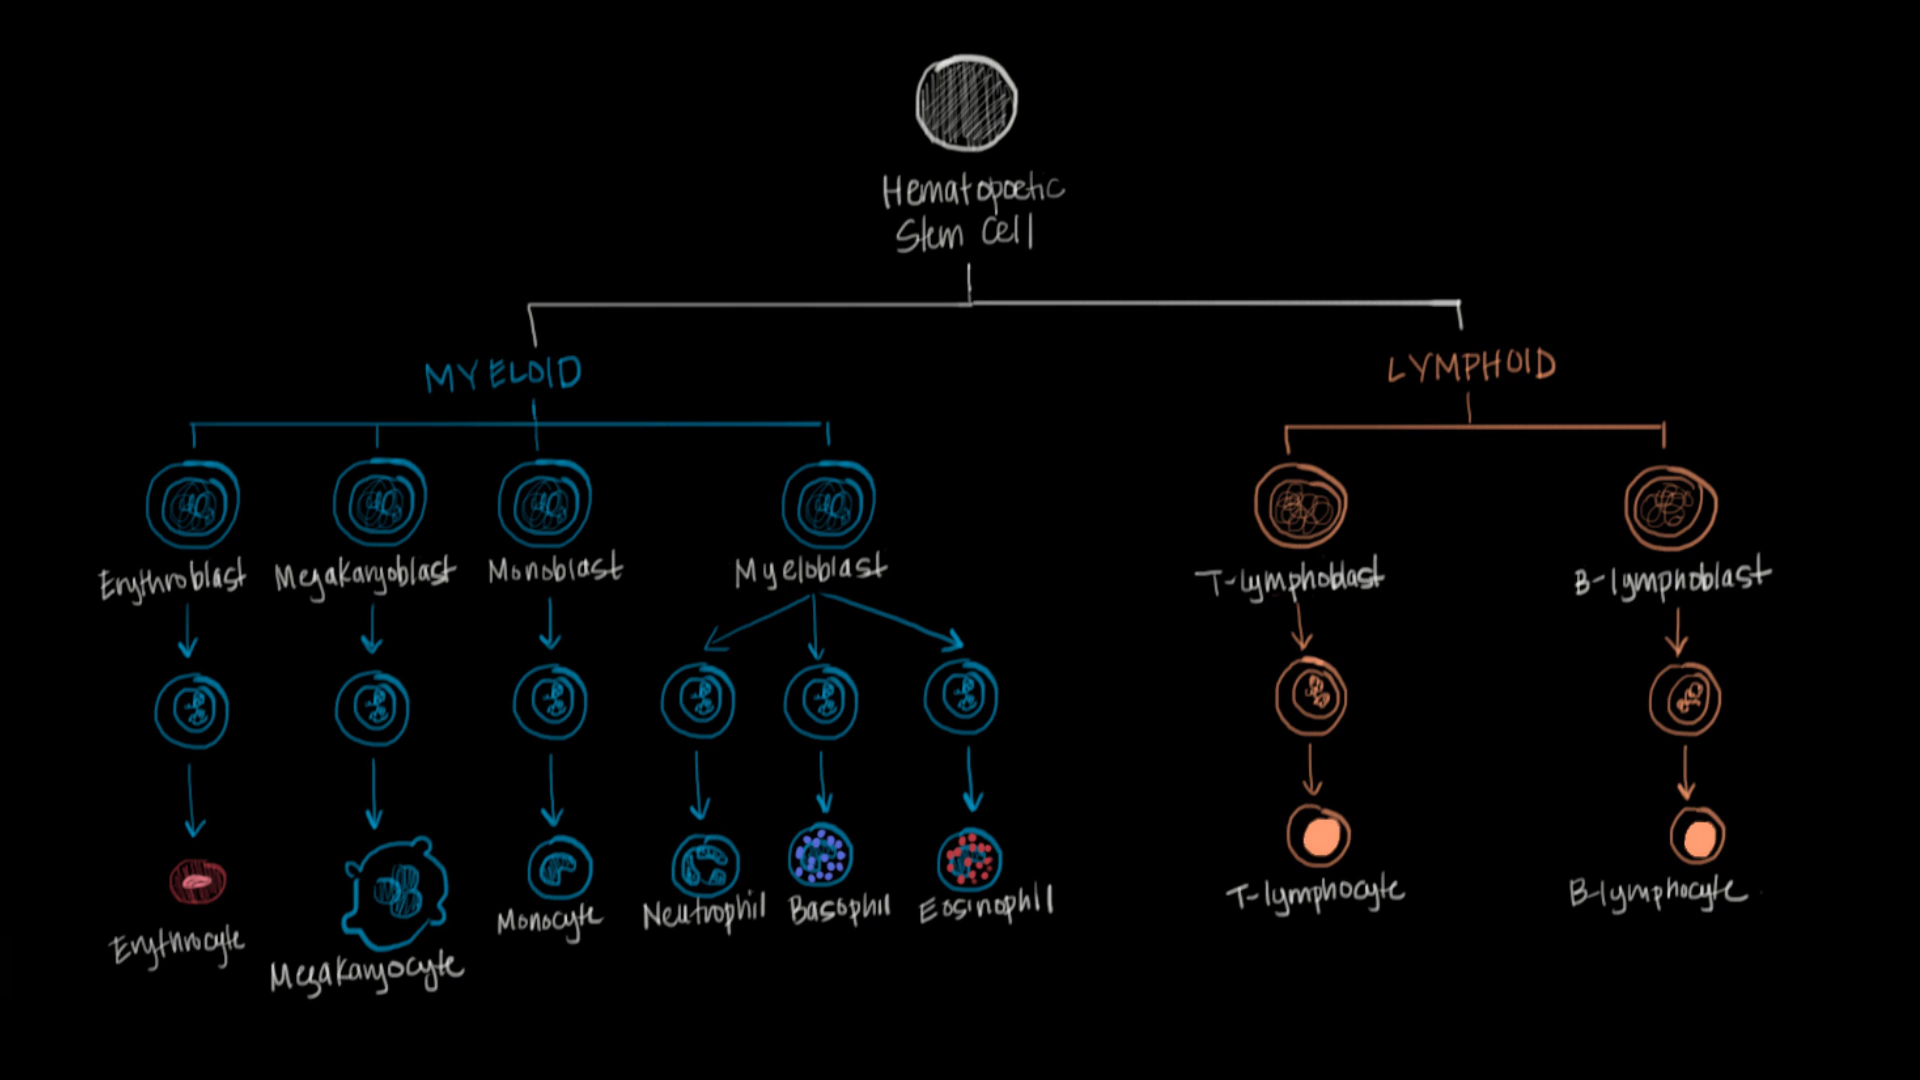 Hematopoetic
Stem Cell
MYELOID
LYMPHOID
Erythroblast
Megakaryoblast
Monoblast
Myeloblast
T-lymphoblast
B-lymphoblast
Erythrocyte
Megakaryocyte
Monocyte
Neutrophil
Basophil
Eosinophil
T-lymphocyte
B-lymphocyte